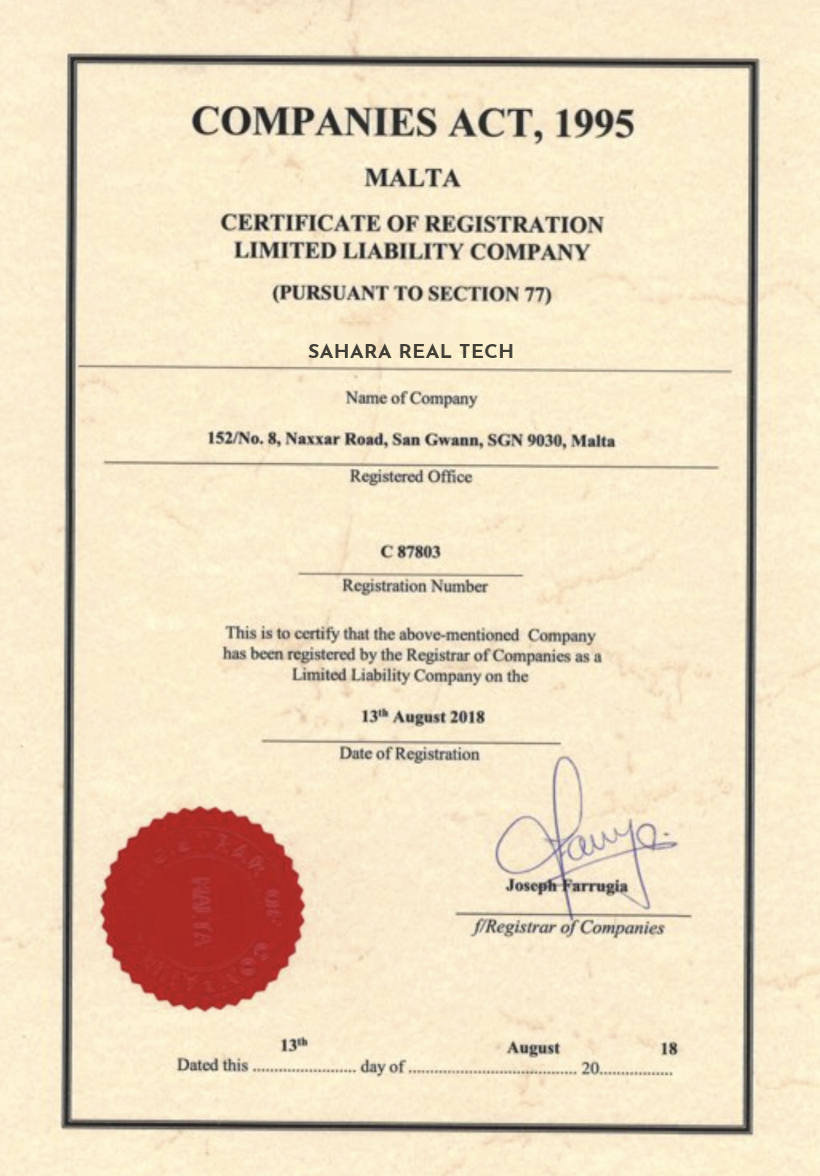 COMPANIES ACT, 1995
MALTA
CERTIFICATE OF REGISTRATION
LIMITED LIABILITY COMPANY
(PURSUANT TO SECTION 77)
SAHARA REAL TECH
Name of Company
152/No. 8, Naxxar Road, San Gwann, SGN 9030, Malta
Registered Office
C 87803
Registration Number
This is to certify that the above-mentioned Company
has been registered by the Registrar of Companies as a
Limited Liability Company on the
13th August 2018
Date of Registration
MALTA
Joseph Farrugia
f/Registrar of Companies
13th August 18
Dated this .......................... day of .......................................... 20..................